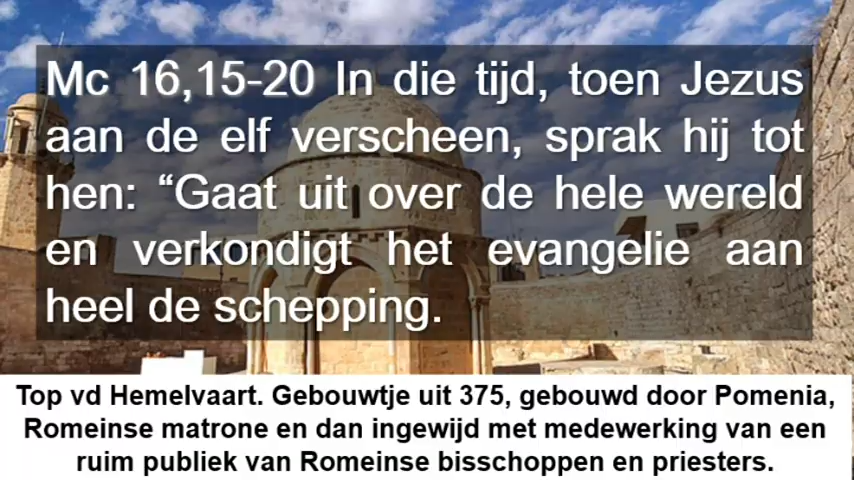 Mc 16,15-20 In die tijd, toen Jezus
aan de elf verscheen, sprak hij tot
hen: “Gaat uit over de hele wereld
en verkondigt het evangelie aan
heel de schepping.
Top vd Hemelvaart. Gebouwtje uit 375, gebouwd door Pomenia,
Romeinse matrone en dan ingewijd met medewerking van een
ruim publiek van Romeinse bisschoppen en priesters.